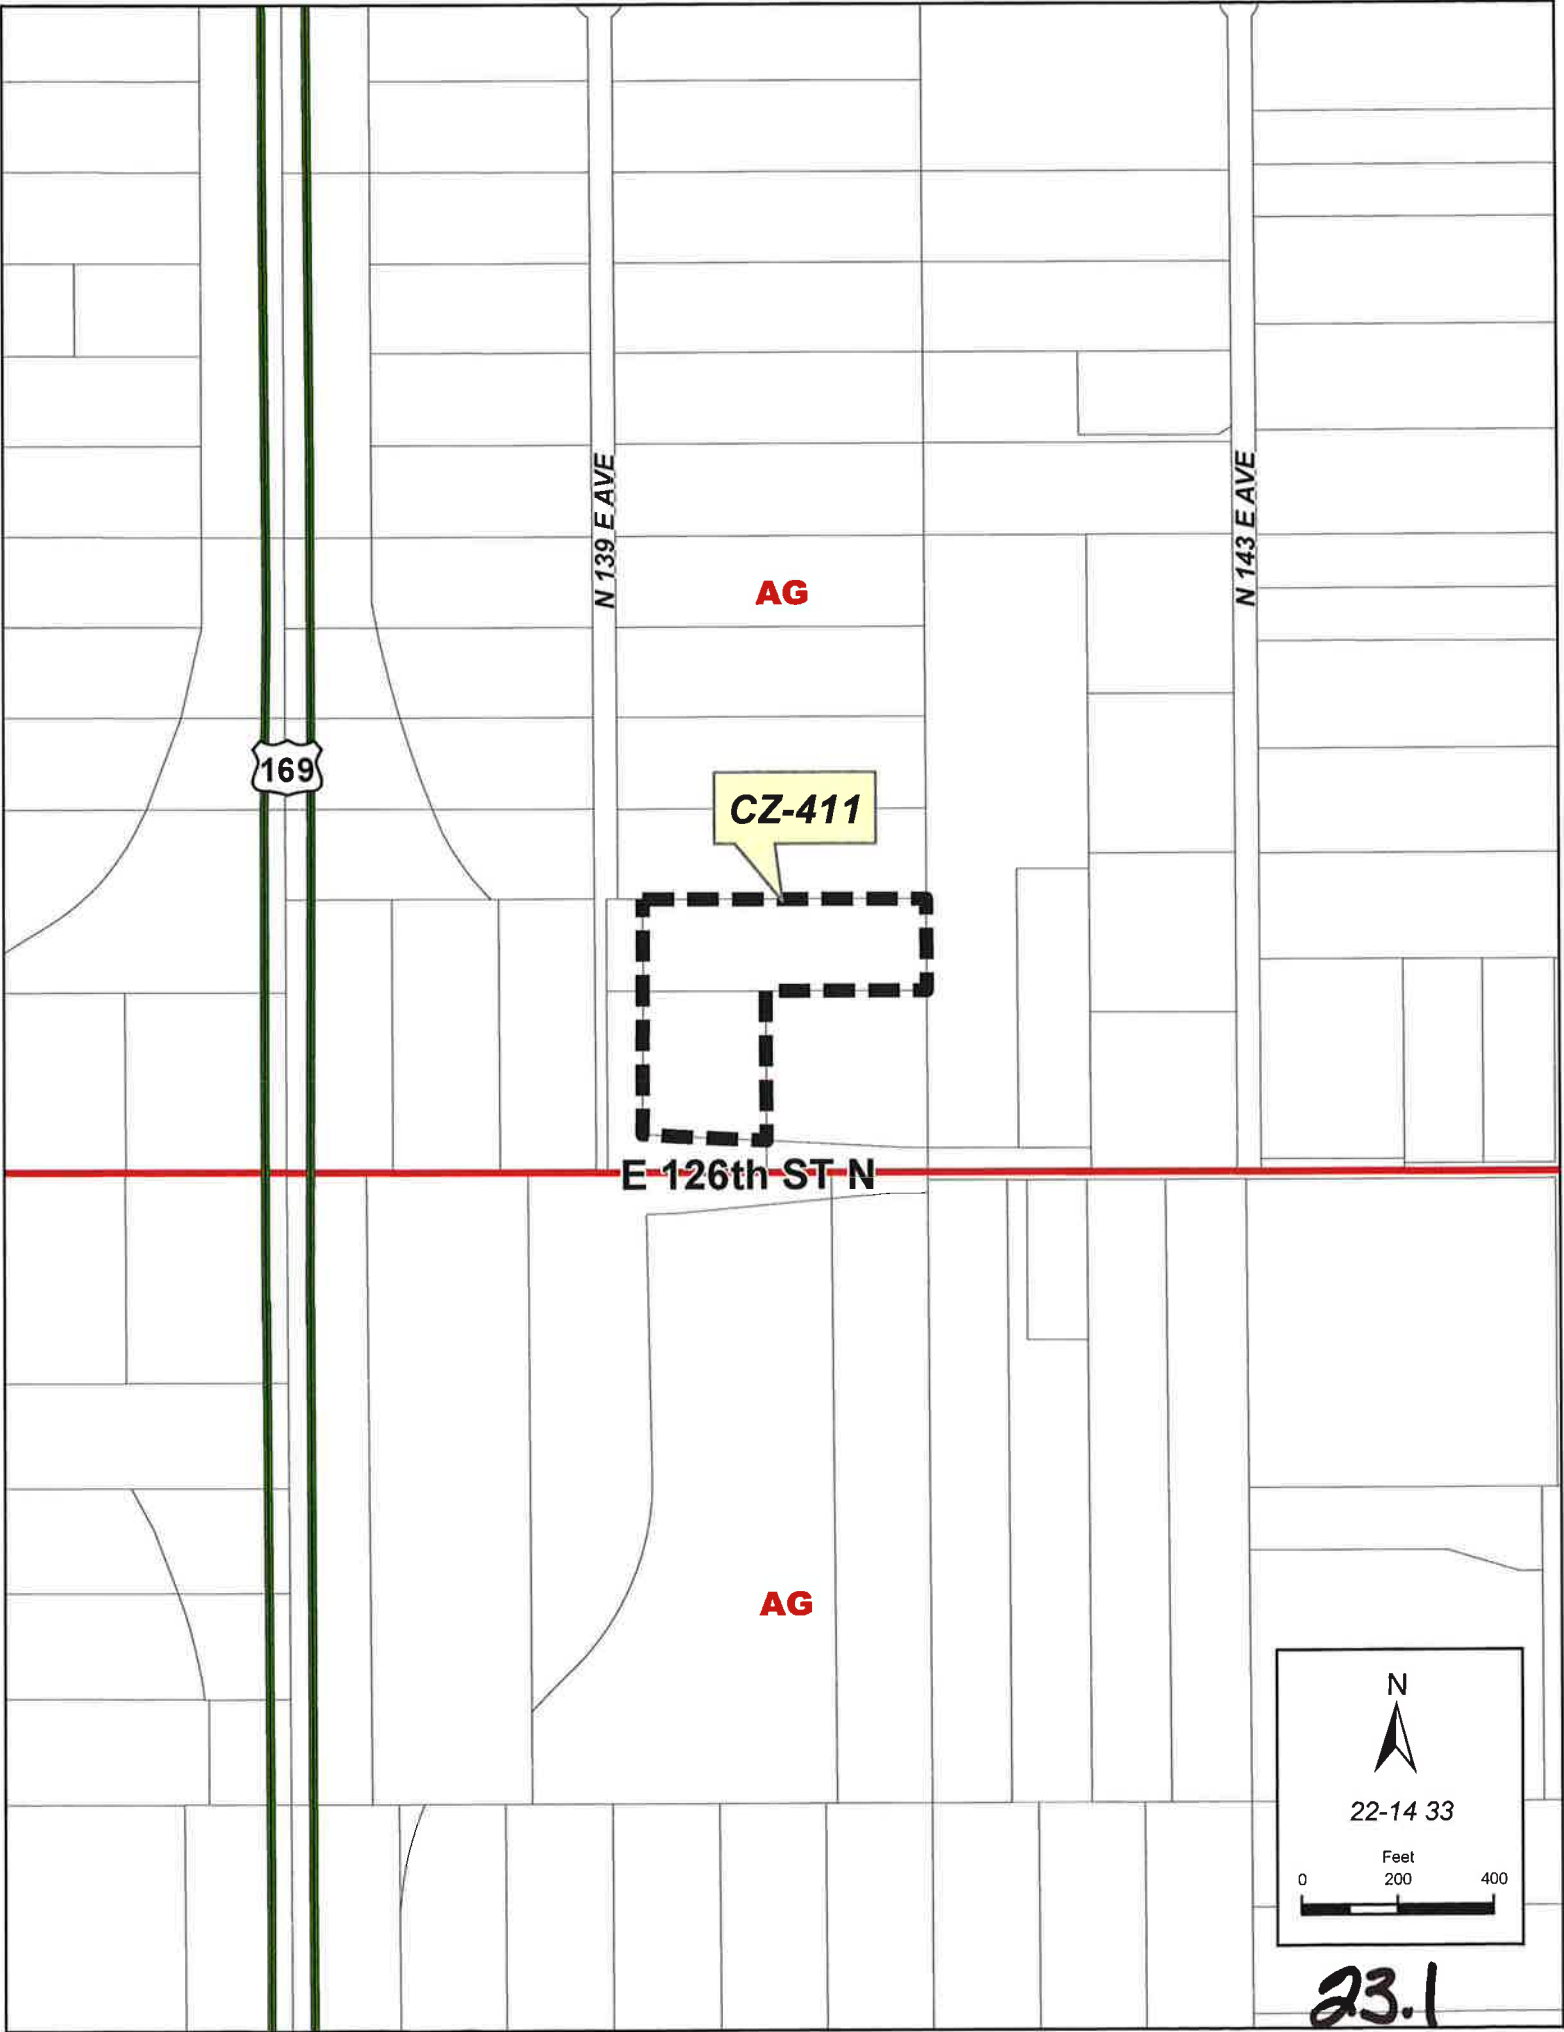 N 139 E AVE
N 143 E AVE
AG
169
CZ-411
E 126th ST N
AG
N
22-14 33
Feet
0 200 400
23.1